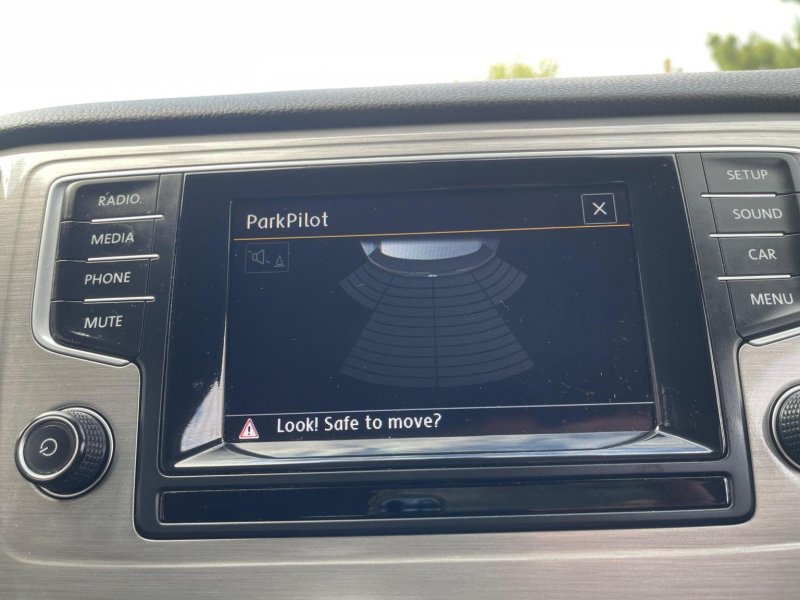 RADIO
MEDIA
PHONE
MUTE
ParkPilot
Look! Safe to move?
SETUP
SOUND
CAR
MENU